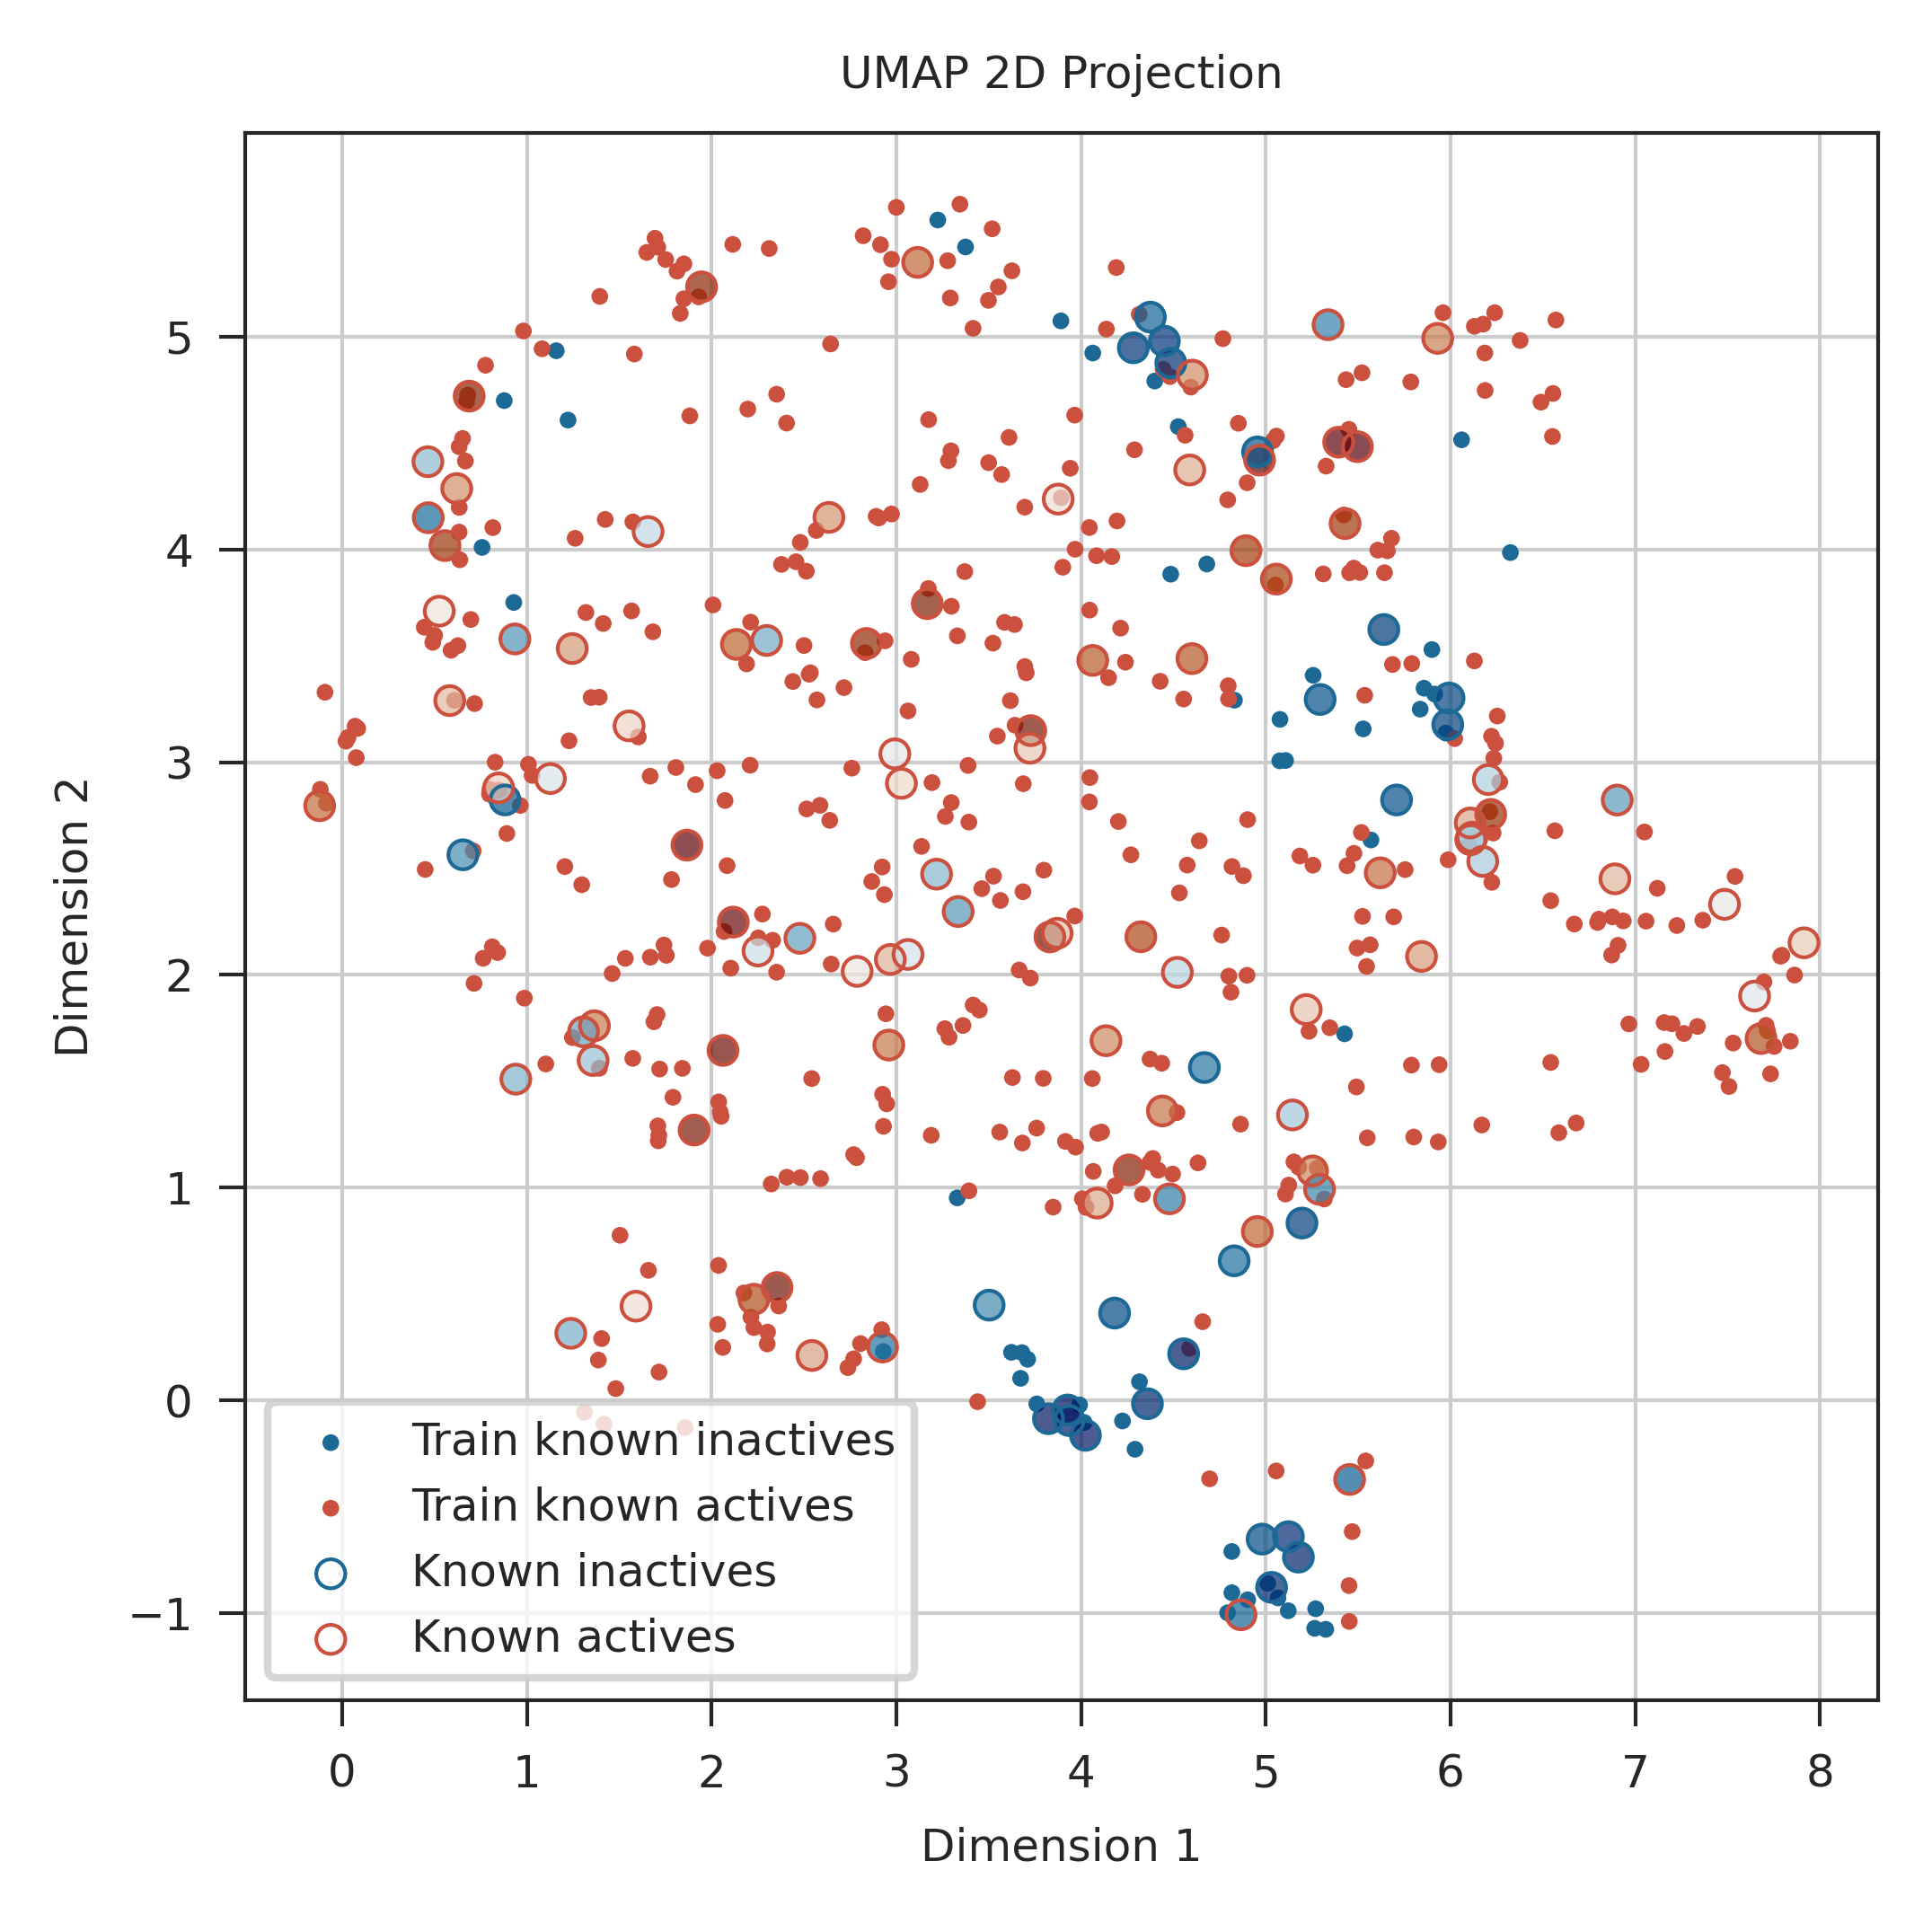 UMAP 2D Projection
Dimension 2
5
4
3
2
1
0
−1
Train known inactives
Train known actives
Known inactives
Known actives
0 1 2 3 4 5 6 7 8
Dimension 1